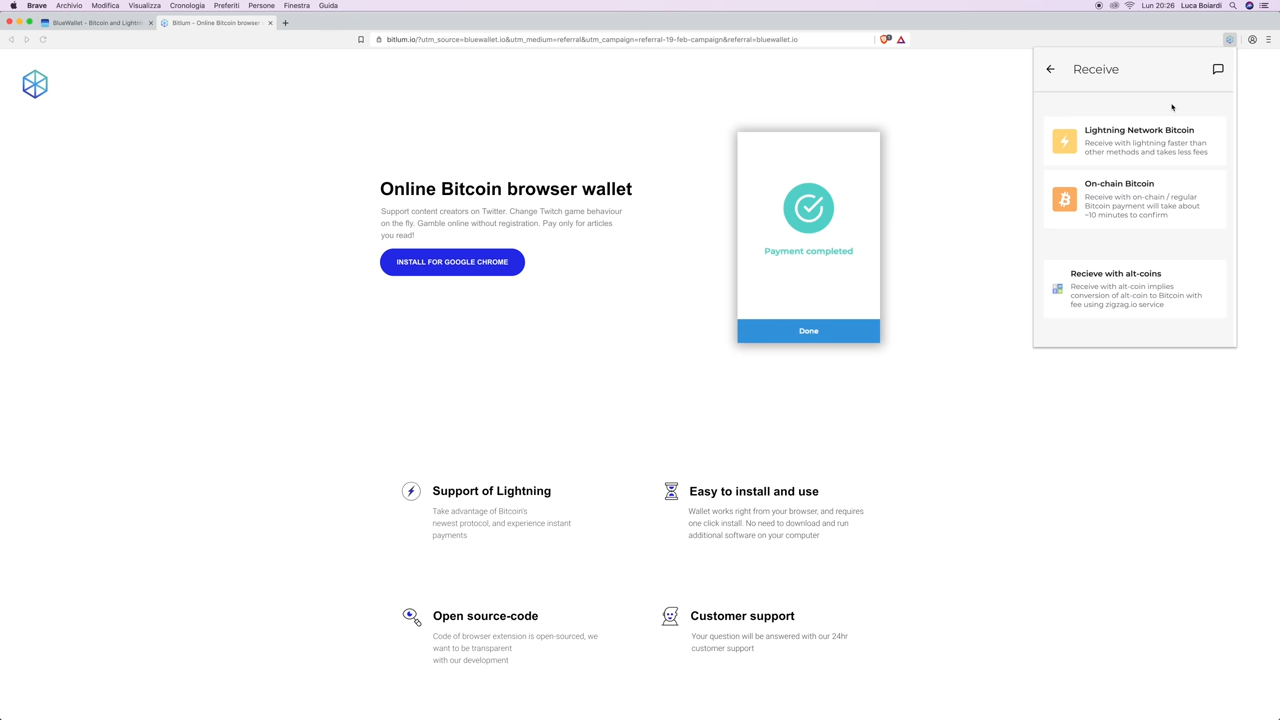 Brave Archivio Modifica Visualizza Cronologia Preferiti Persone Finestra Guida
Lun 20:26 Luca Boiardi
BlueWallet - Bitcoin and Lightnin
Bitlum - Online Bitcoin browser
bitlum.io/?utm_source=bluewallet.io&utm_medium=referral&utm_campaign=referral-19-feb-campaign&referral=bluewallet.io
Receive
Lightning Network Bitcoin
Receive with lightning faster than
other methods and takes less fees
On-chain Bitcoin
Receive with on-chain / regular
Bitcoin payment will take about
~10 minutes to confirm
Recieve with alt-coins
Receive with alt-coin implies
conversion of alt-coin to Bitcoin with
fee using zigzag.io service
Online Bitcoin browser wallet
Support content creators on Twitter. Change Twitch game behaviour
on the fly. Gamble online without registration. Pay only for articles
you read!
INSTALL FOR GOOGLE CHROME
Payment completed
Done
Support of Lightning
Take advantage of Bitcoin's
newest protocol, and experience instant
payments
Easy to install and use
Wallet works right from your browser, and requires
one click install. No need to download and run
additional software on your computer
Open source-code
Code of browser extension is open-sourced, we
want to be transparent
with our development
Customer support
Your question will be answered with our 24hr
customer support